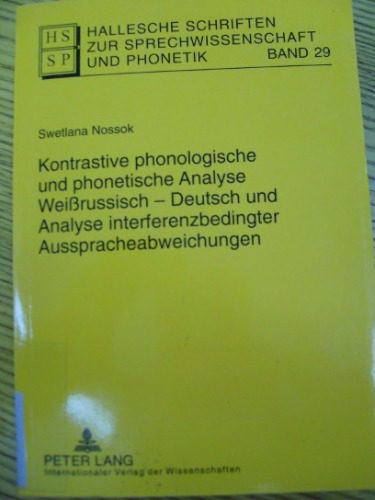 HS
SP
HALLESCHE SCHRIFTEN
ZUR SPRECHWISSENSCHAFT
UND PHONETIK BAND 29
Swetlana Nossok
Kontrastive phonologische
und phonetische Analyse
Weißrussisch – Deutsch und
Analyse interferenzbedingter
Ausspracheabweichungen
PETER LANG
Internationaler Verlag der Wissenschaften